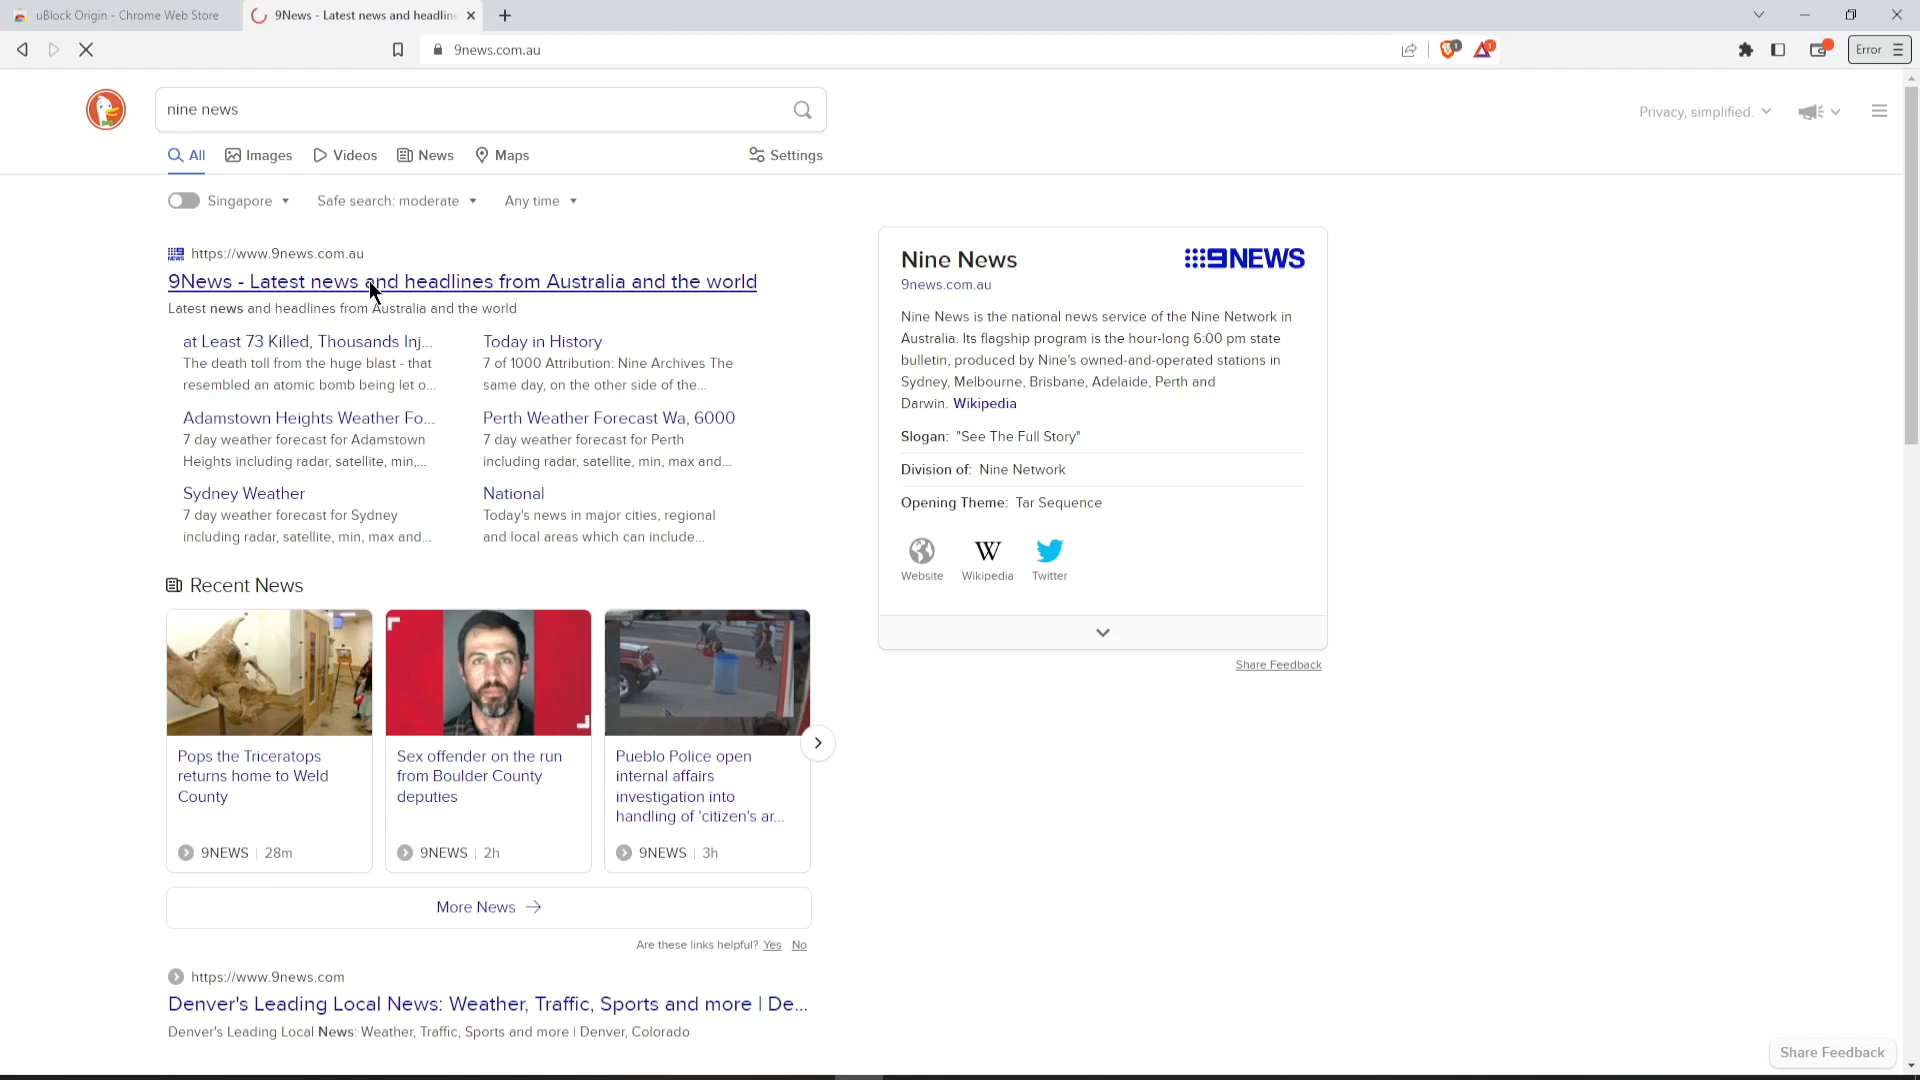 uBlock Origin - Chrome Web Store
9News - Latest news and headlin
9news.com.au
1
1
Error
nine news
Privacy, simplified.
All
Images
Videos
News
Maps
Settings
Singapore
Safe search: moderate
Any time
https://www.9news.com.au
9News - Latest news and headlines from Australia and the world
Latest news and headlines from Australia and the world
at Least 73 Killed, Thousands Inj...
The death toll from the huge blast - that
resembled an atomic bomb being let o...
Today in History
7 of 1000 Attribution: Nine Archives The
same day, on the other side of the...
Adamstown Heights Weather Fo...
7 day weather forecast for Adamstown
Heights including radar, satellite, min,...
Perth Weather Forecast Wa, 6000
7 day weather forecast for Perth
including radar, satellite, min, max and...
Sydney Weather
7 day weather forecast for Sydney
including radar, satellite, min, max and...
National
Today's news in major cities, regional
and local areas which can include...
Recent News
Pops the Triceratops
returns home to Weld
County
9NEWS | 28m
Sex offender on the run
from Boulder County
deputies
9NEWS | 2h
Pueblo Police open
internal affairs
investigation into
handling of 'citizen's ar...
9NEWS | 3h
More News
Are these links helpful? Yes No
https://www.9news.com
Denver's Leading Local News: Weather, Traffic, Sports and more | De...
Denver's Leading Local News: Weather, Traffic, Sports and more | Denver, Colorado
Nine News
9NEWS
9news.com.au
Nine News is the national news service of the Nine Network in
Australia. Its flagship program is the hour-long 6:00 pm state
bulletin, produced by Nine's owned-and-operated stations in
Sydney, Melbourne, Brisbane, Adelaide, Perth and
Darwin. Wikipedia
Slogan: "See The Full Story"
Division of: Nine Network
Opening Theme: Tar Sequence
W
Website
Wikipedia
Twitter
Share Feedback
Share Feedback